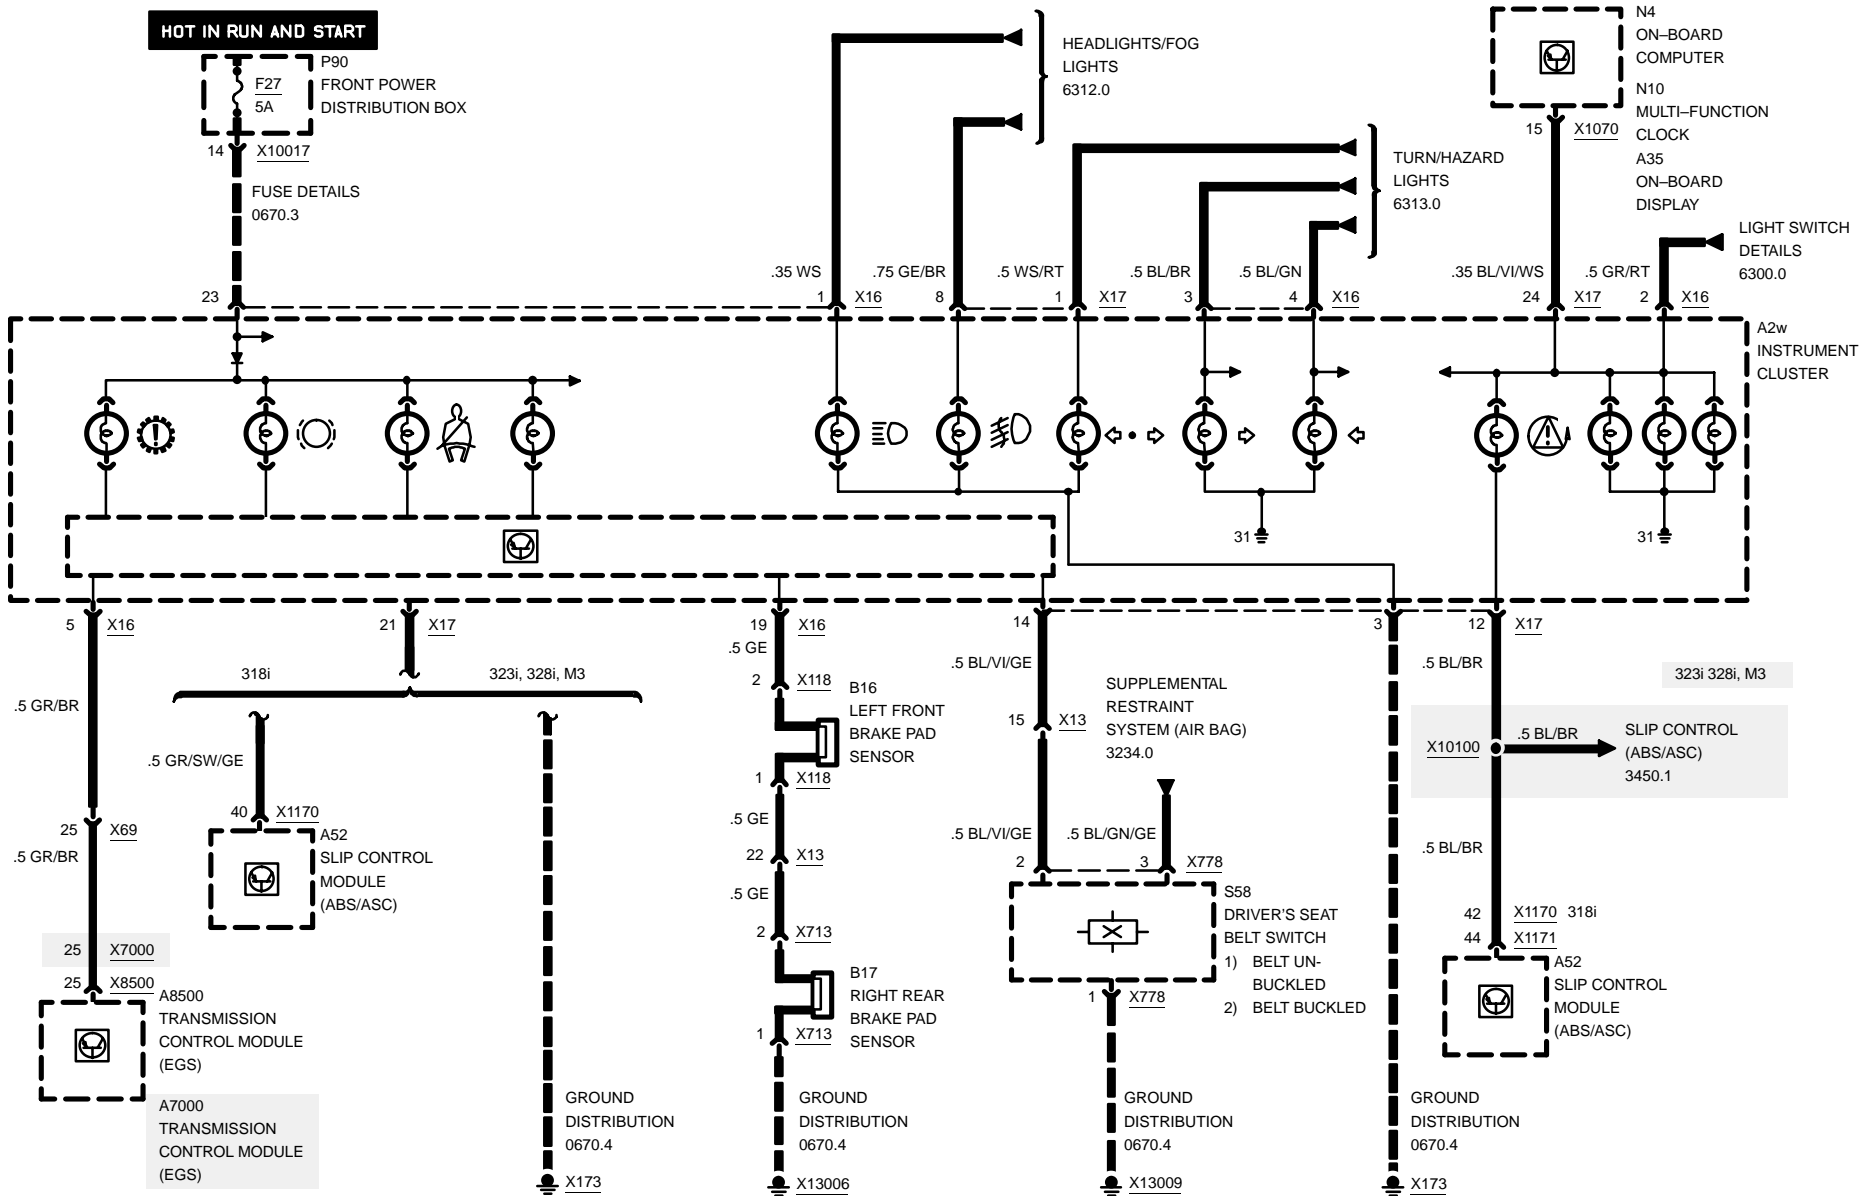 HOT IN RUN AND START
P90
FRONT POWER
DISTRIBUTION BOX
F27
5A
14 X10017
FUSE DETAILS
0670.3
HEADLIGHTS/FOG
LIGHTS
6312.0
TURN/HAZARD
LIGHTS
6313.0
N4
ON–BOARD
COMPUTER
N10
MULTI–FUNCTION
CLOCK
A35
ON–BOARD
DISPLAY
15 X1070
LIGHT SWITCH
DETAILS
6300.0
.35 WS
.75 GE/BR
.5 WS/RT
.5 BL/BR
.5 BL/GN
.35 BL/VI/WS
.5 GR/RT
23
1 X16
8
1 X17
3
4 X16
24 X17
2 X16
A2w
INSTRUMENT
CLUSTER
31
31
5 X16
21 X17
19 X16
14
3
12 X17
.5 GR/BR
25 X69
.5 GR/BR
25 X7000
25 X8500
A8500
TRANSMISSION
CONTROL MODULE
(EGS)
A7000
TRANSMISSION
CONTROL MODULE
(EGS)
318i
323i, 328i, M3
.5 GR/SW/GE
40 X1170
A52
SLIP CONTROL
MODULE
(ABS/ASC)
GROUND
DISTRIBUTION
0670.4
X173
.5 GE
2 X118
B16
LEFT FRONT
BRAKE PAD
SENSOR
1 X118
.5 GE
22 X13
.5 GE
2 X713
B17
RIGHT REAR
BRAKE PAD
SENSOR
1 X713
GROUND
DISTRIBUTION
0670.4
X13006
.5 BL/VI/GE
15 X13
.5 BL/VI/GE
SUPPLEMENTAL
RESTRAINT
SYSTEM (AIR BAG)
3234.0
.5 BL/GN/GE
2
3 X778
S58
DRIVER'S SEAT
BELT SWITCH
1) BELT UN-
BUCKLED
2) BELT BUCKLED
1 X778
GROUND
DISTRIBUTION
0670.4
X13009
GROUND
DISTRIBUTION
0670.4
X173
.5 BL/BR
323i 328i, M3
X10100
.5 BL/BR
SLIP CONTROL
(ABS/ASC)
3450.1
.5 BL/BR
42 X1170 318i
44 X1171
A52
SLIP CONTROL
MODULE
(ABS/ASC)